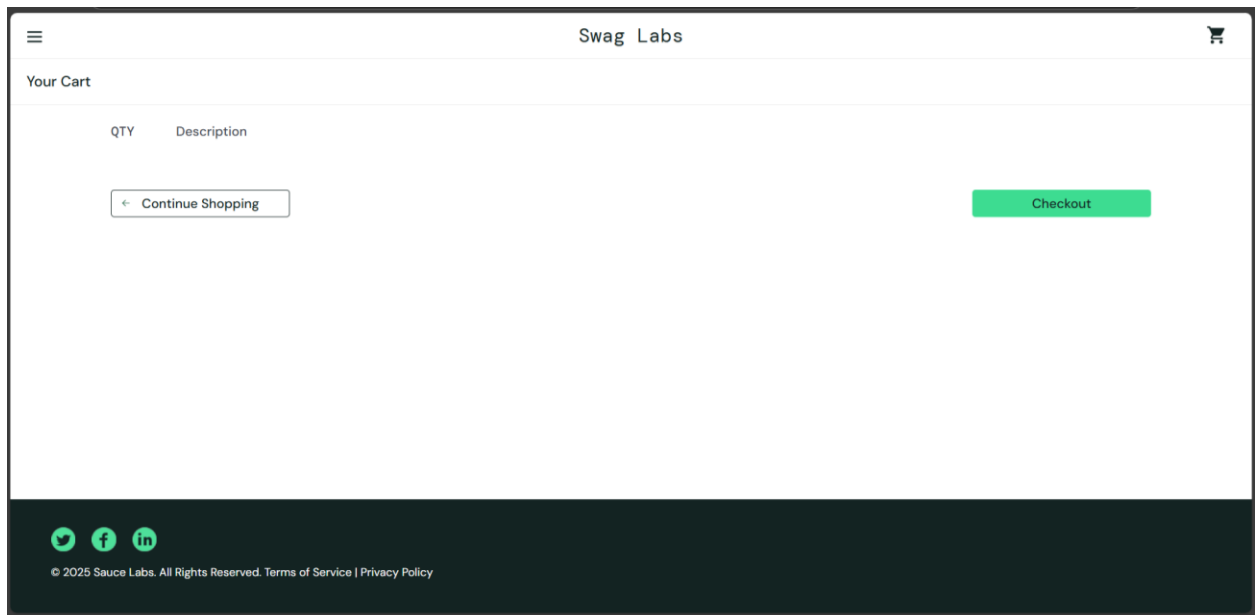 Swag Labs
Your Cart
QTY Description
Continue Shopping Checkout
© 2025 Sauce Labs. All Rights Reserved. Terms of Service | Privacy Policy